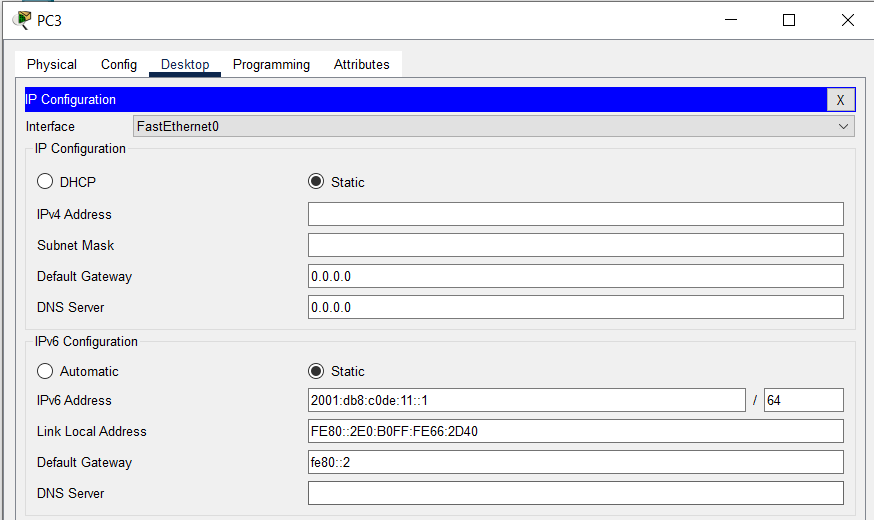 PC3
Physical Config Desktop Programming Attributes
IP Configuration X
Interface FastEthernet0
IP Configuration
DHCP Static
IPv4 Address
Subnet Mask
Default Gateway 0.0.0.0
DNS Server 0.0.0.0
IPv6 Configuration
Automatic Static
IPv6 Address 2001:db8:c0de:11::1 / 64
Link Local Address FE80::2E0:B0FF:FE66:2D40
Default Gateway fe80::2
DNS Server